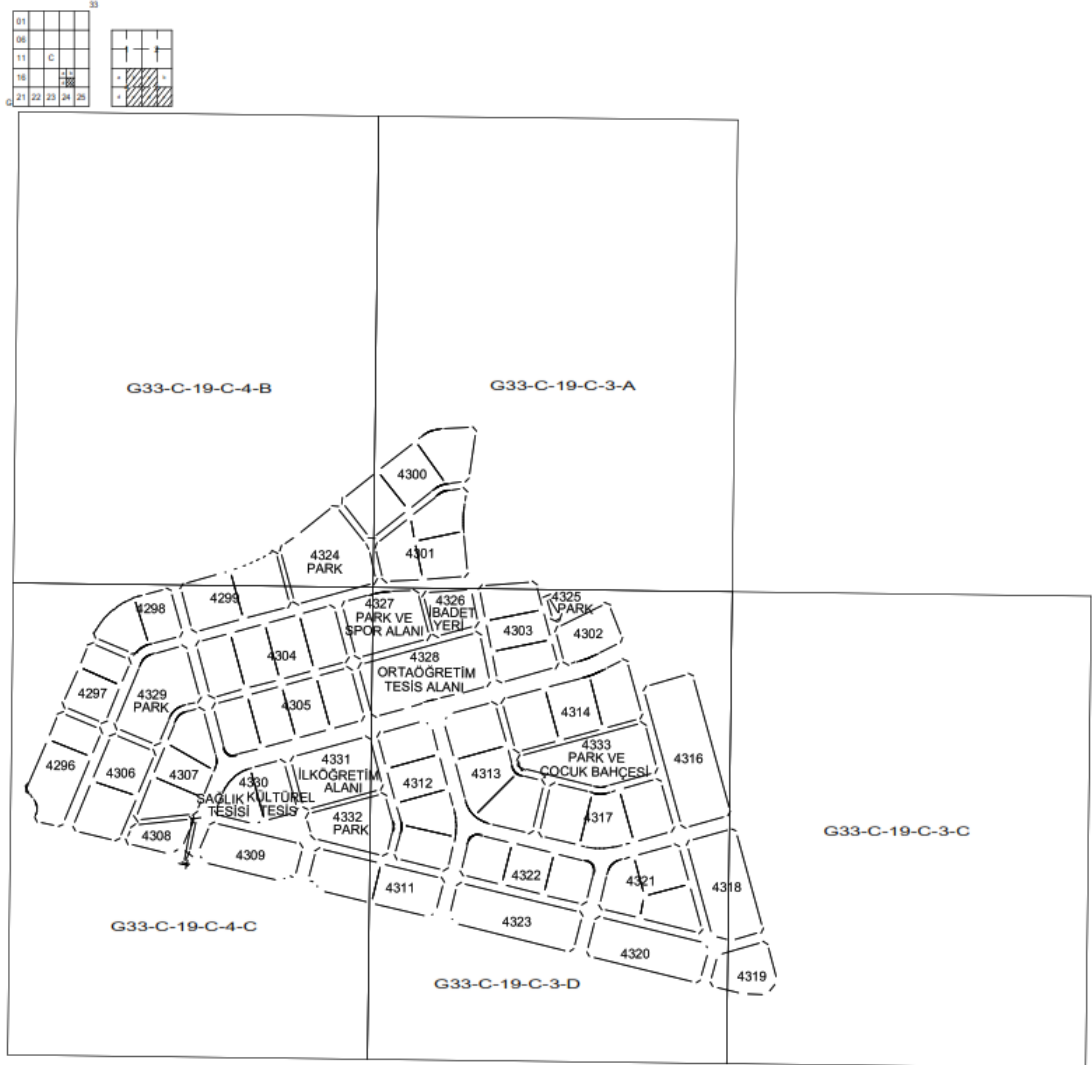 33
01
06
11 C
16
G 21 22 23 24 25
G33-C-19-C-4-B
G33-C-19-C-3-A
4300
4324
PARK
4301
4298
4299
4327
PARK VE
SPOR ALANI
4326
İBADET
YERİ
4325
PARK
4303
4302
4304
4328
ORTAÖĞRETİM
TESİS ALANI
4297
4329
PARK
4305
4314
4316
4296
4306
4307
4330
SAĞLIK KÜLTÜREL
TESİSİ TESİS
4331
İLKÖĞRETİM
ALANI
4312
4313
4333
PARK VE
ÇOCUK BAHÇESİ
4317
4308
4309
4332
PARK
G33-C-19-C-3-C
4311
4322
4321
4318
4323
4320
4319
G33-C-19-C-4-C
G33-C-19-C-3-D